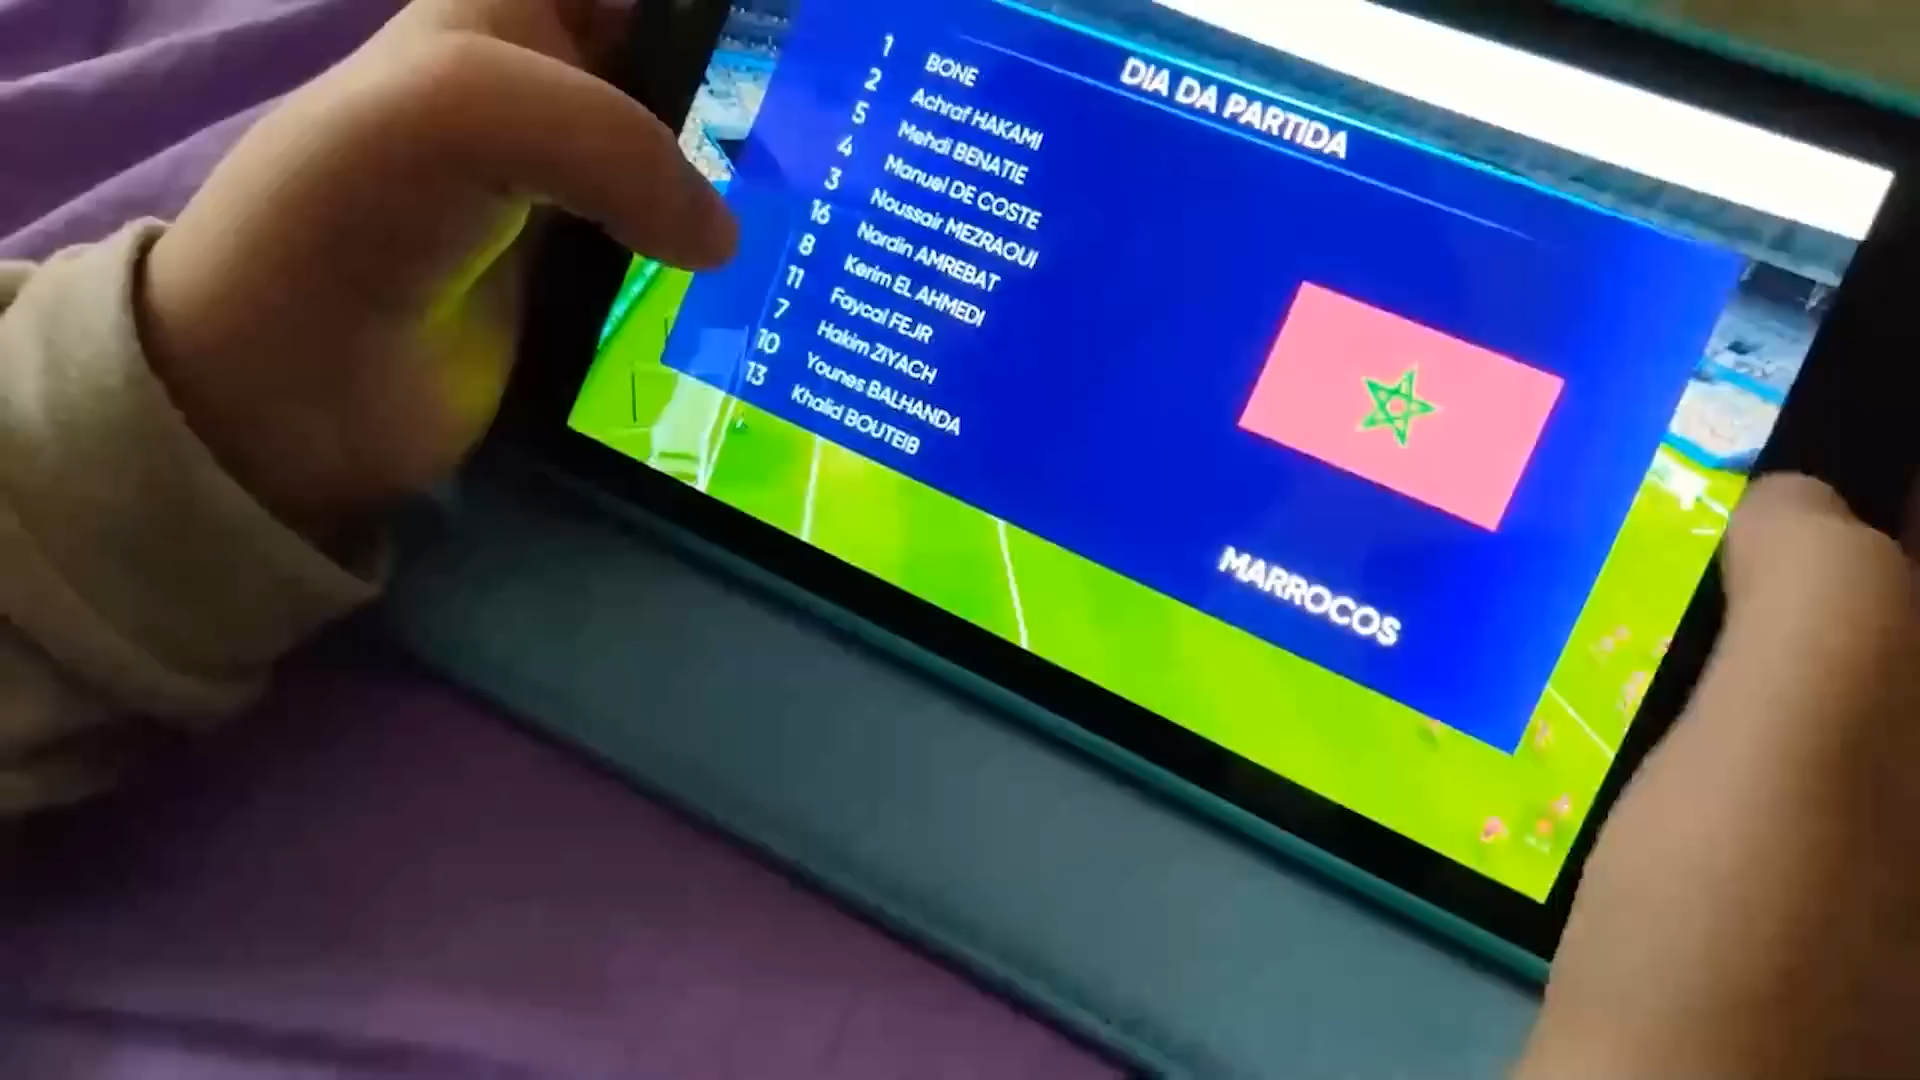 DIA DA PARTIDA
1 BONE
2 Achraf HAKAMI
5 Mehdi BENATIE
4 Manuel DE COSTE
3 Noussair MEZRAOUI
16 Nordin AMREBAT
8 Kerim EL AHMEDI
11 Faycal FEJR
7 Hakim ZIYACH
10 Younes BALHANDA
13 Khalid BOUTEIB
MARROCOS